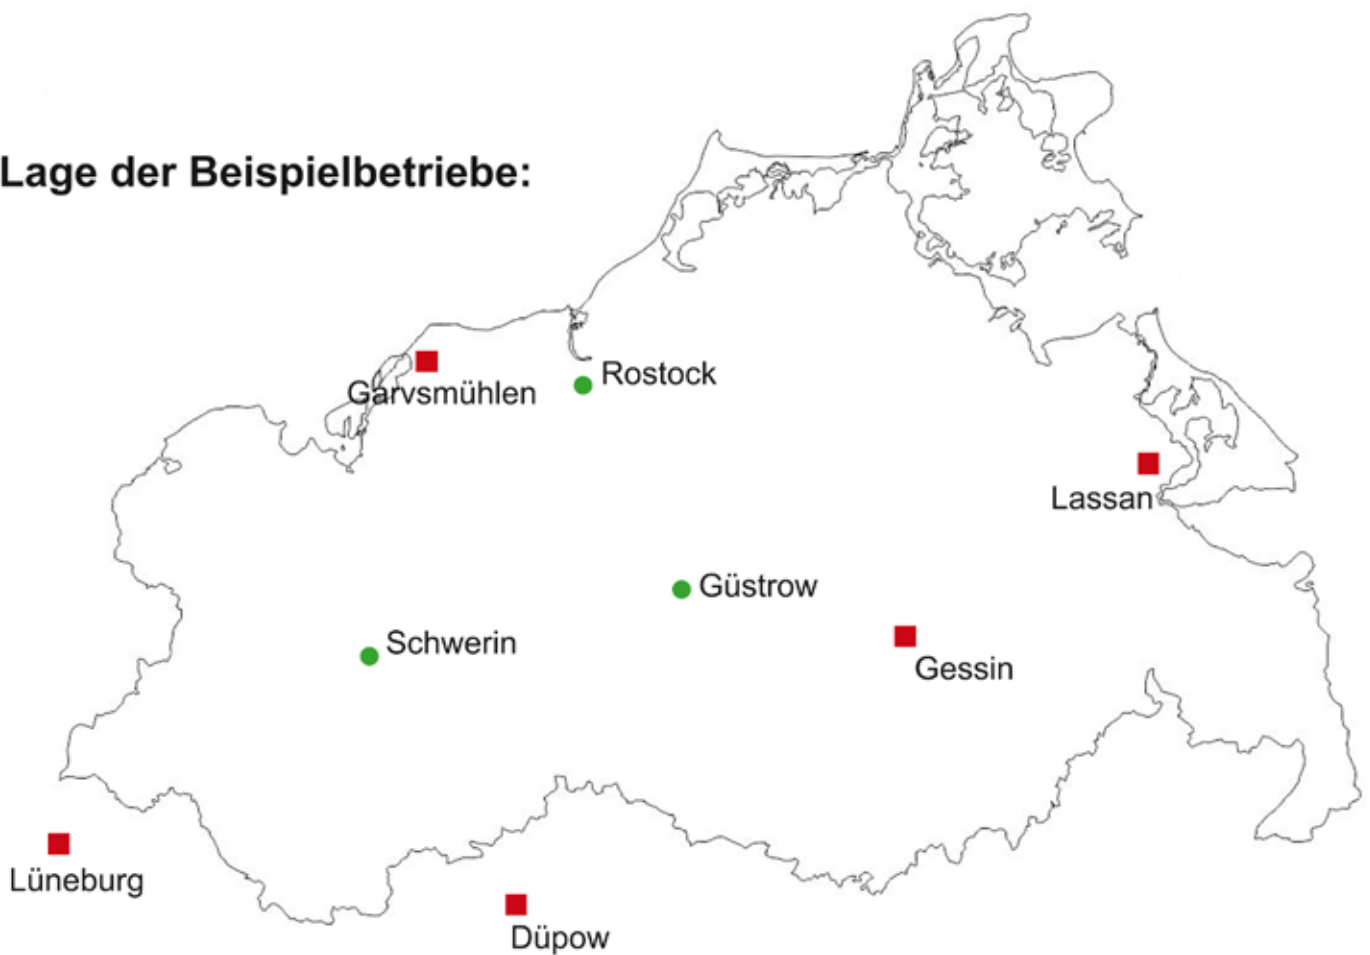 Lage der Beispielbetriebe:
Rostock
Garvsmühlen
Lassan
Güstrow
Schwerin
Gessin
Lüneburg
Düpow